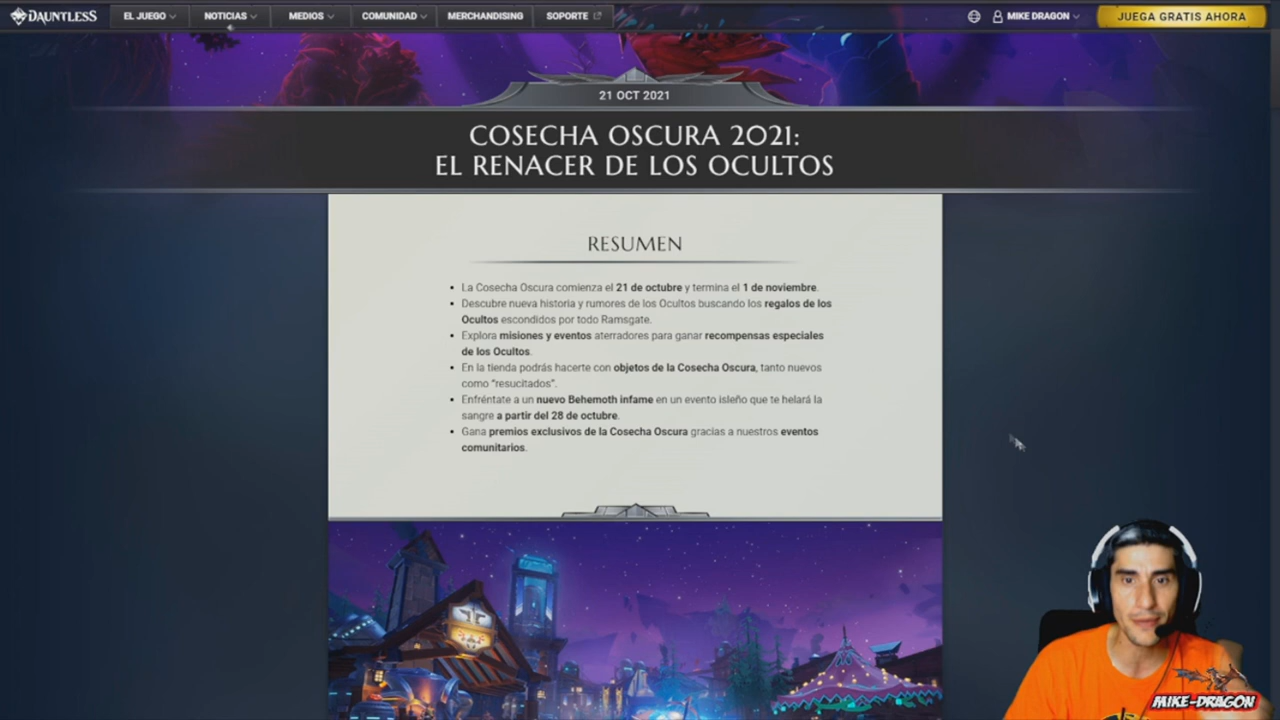 DAUNTLESS
EL JUEGO
NOTICIAS
MEDIOS
COMUNIDAD
MERCHANDISING
SOPORTE
MIKE DRAGON
JUEGA GRATIS AHORA
21 OCT 2021
COSECHA OSCURA 2021:
EL RENACER DE LOS OCULTOS
RESUMEN
▪ La Cosecha Oscura comienza el 21 de octubre y termina el 1 de noviembre.
▪ Descubre nueva historia y rumores de los Ocultos buscando los regalos de los
Ocultos escondidos por todo Ramsgate.
▪ Explora misiones y eventos aterradores para ganar recompensas especiales
de los Ocultos.
▪ En la tienda podrás hacerte con objetos de la Cosecha Oscura, tanto nuevos
como "resucitados".
▪ Enfréntate a un nuevo Behemoth infame en un evento isleño que te helará la
sangre a partir del 28 de octubre.
▪ Gana premios exclusivos de la Cosecha Oscura gracias a nuestros eventos
comunitarios.
MIKE-DRAGON